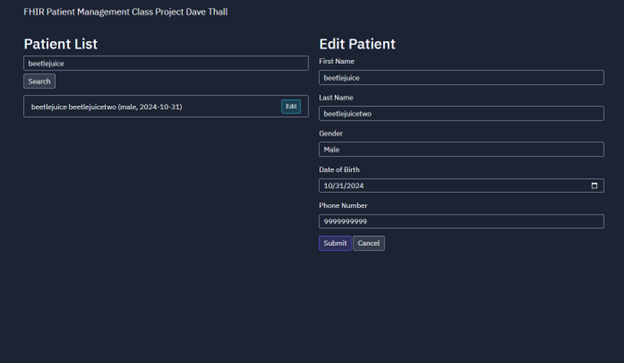 FHIR Patient Management Class Project Dave Thall
Patient List
beetlejuice
Search
beetlejuice beetlejuicetwo (male, 2024-10-31)
Edit
Edit Patient
First Name
beetlejuice
Last Name
beetlejuicetwo
Gender
Male
Date of Birth
10/31/2024
Phone Number
9999999999
Submit
Cancel